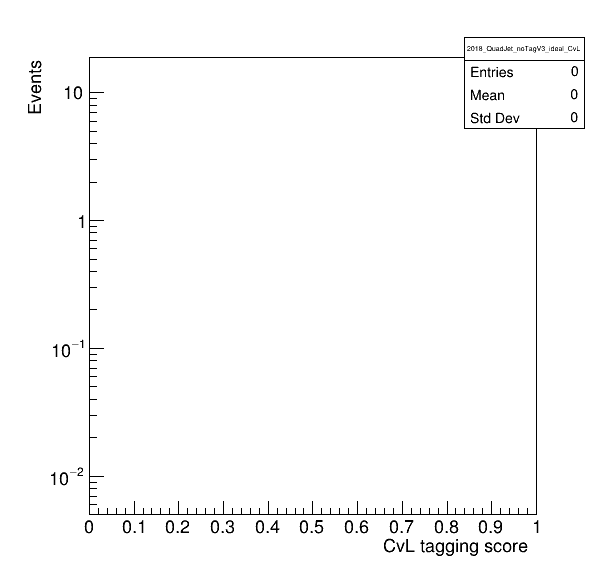 2018_QuadJet_noTagV3_ideal_CvL
Entries 0
Mean 0
Std Dev 0
Events
10
1
10⁻¹
10⁻²
0 0.1 0.2 0.3 0.4 0.5 0.6 0.7 0.8 0.9 1
CvL tagging score